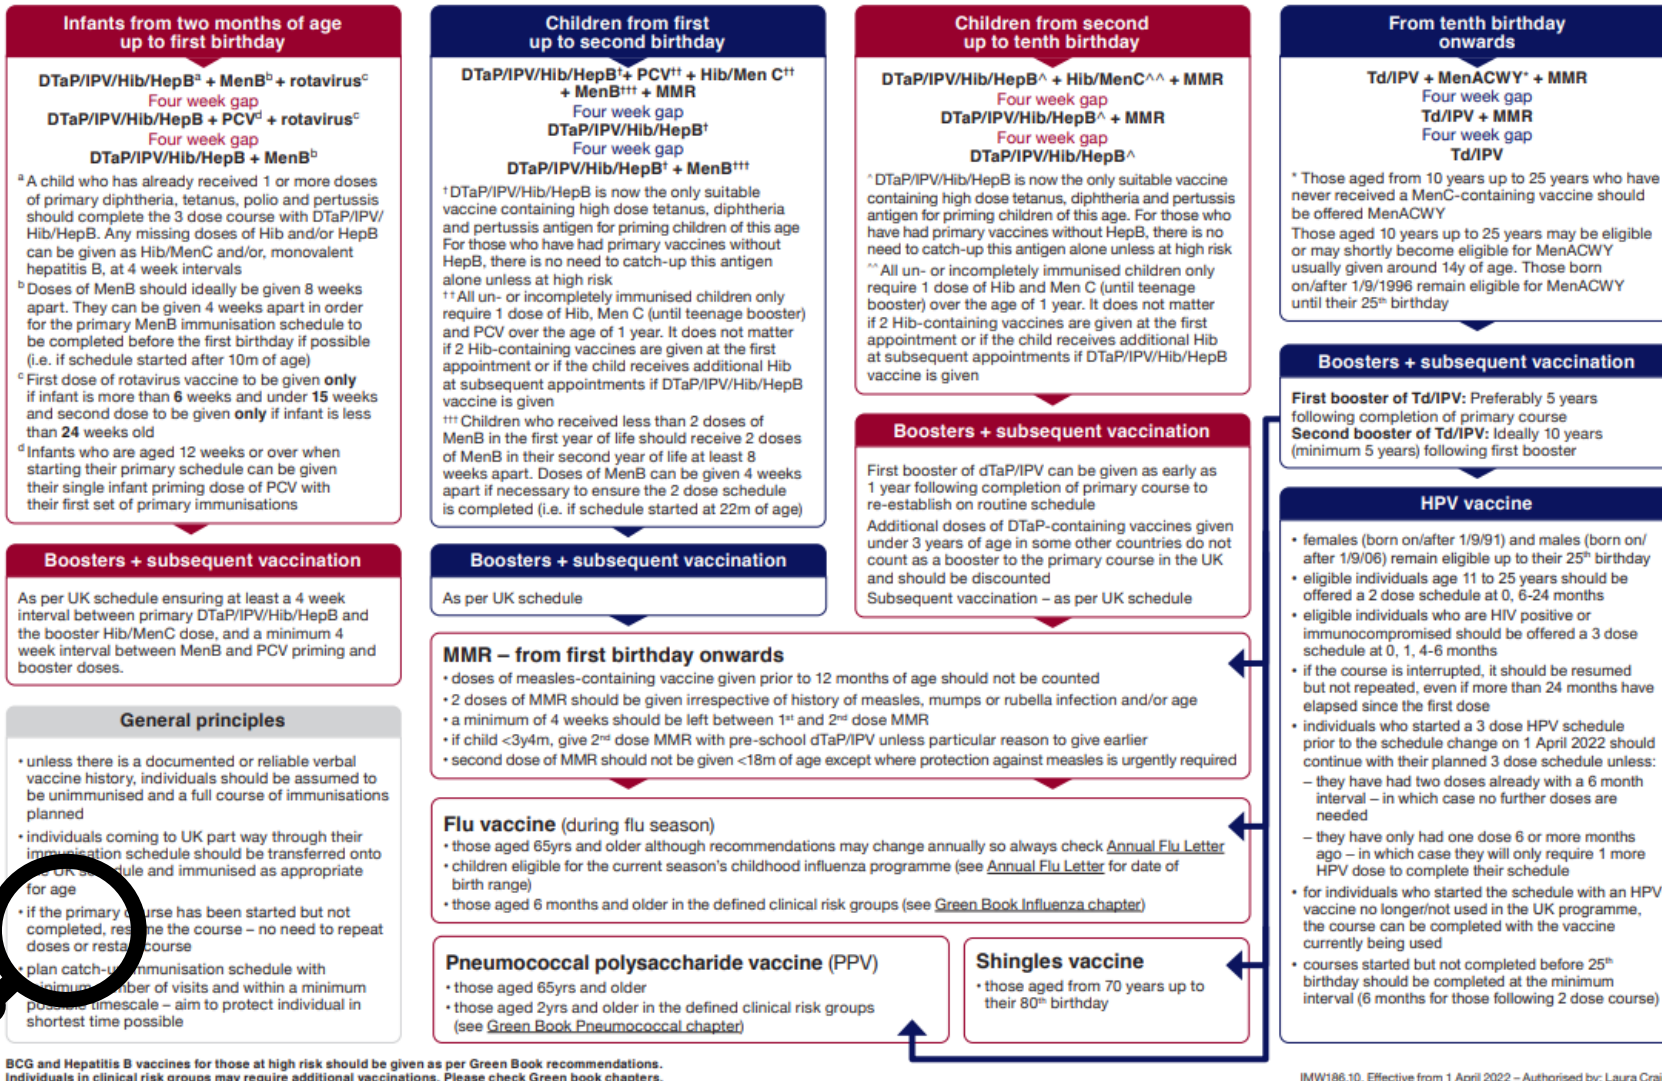 Infants from two months of age
up to first birthday
DTaP/IPV/Hib/HepBᵃ + MenBᵇ + rotavirusᶜ
Four week gap
DTaP/IPV/Hib/HepB + PCVᵈ + rotavirusᶜ
Four week gap
DTaP/IPV/Hib/HepB + MenBᵇ
ᵃ A child who has already received 1 or more doses
of primary diphtheria, tetanus, polio and pertussis
should complete the 3 dose course with DTaP/IPV/
Hib/HepB. Any missing doses of Hib and/or HepB
can be given as Hib/MenC and/or, monovalent
hepatitis B, at 4 week intervals
ᵇ Doses of MenB should ideally be given 8 weeks
apart. They can be given 4 weeks apart in order
for the primary MenB immunisation schedule to
be completed before the first birthday if possible
(i.e. if schedule started after 10m of age)
ᶜ First dose of rotavirus vaccine to be given only
if infant is more than 6 weeks and under 15 weeks
and second dose to be given only if infant is less
than 24 weeks old
ᵈ Infants who are aged 12 weeks or over when
starting their primary schedule can be given
their single infant priming dose of PCV with
their first set of primary immunisations
Boosters + subsequent vaccination
As per UK schedule ensuring at least a 4 week
interval between primary DTaP/IPV/Hib/HepB and
the booster Hib/MenC dose, and a minimum 4
week interval between MenB and PCV priming and
booster doses.
General principles
• unless there is a documented or reliable verbal
vaccine history, individuals should be assumed to
be unimmunised and a full course of immunisations
planned
• individuals coming to UK part way through their
immunisation schedule should be transferred onto
UK schedule and immunised as appropriate
for age
• if the primary course has been started but not
completed, resume the course – no need to repeat
doses or restart course
• plan catch-up immunisation schedule with
minimum number of visits and within a minimum
possible timescale – aim to protect individual in
shortest time possible
Children from first
up to second birthday
DTaP/IPV/Hib/HepB† + PCV†† + Hib/Men C††
+ MenB††† + MMR
Four week gap
DTaP/IPV/Hib/HepB†
Four week gap
DTaP/IPV/Hib/HepB† + MenB†††
† DTaP/IPV/Hib/HepB is now the only suitable
vaccine containing high dose tetanus, diphtheria
and pertussis antigen for priming children of this age
For those who have had primary vaccines without
HepB, there is no need to catch-up this antigen
alone unless at high risk
†† All un- or incompletely immunised children only
require 1 dose of Hib, Men C (until teenage booster)
and PCV over the age of 1 year. It does not matter
if 2 Hib-containing vaccines are given at the first
appointment or if the child receives additional Hib
at subsequent appointments if DTaP/IPV/Hib/HepB
vaccine is given
††† Children who received less than 2 doses of
MenB in the first year of life should receive 2 doses
of MenB in their second year of life at least 8
weeks apart. Doses of MenB can be given 4 weeks
apart if necessary to ensure the 2 dose schedule
is completed (i.e. if schedule started at 22m of age)
Boosters + subsequent vaccination
As per UK schedule
Children from second
up to tenth birthday
DTaP/IPV/Hib/HepB^ + Hib/MenC^^ + MMR
Four week gap
DTaP/IPV/Hib/HepB^ + MMR
Four week gap
DTaP/IPV/Hib/HepB^
^ DTaP/IPV/Hib/HepB is now the only suitable vaccine
containing high dose tetanus, diphtheria and pertussis
antigen for priming children of this age. For those who
have had primary vaccines without HepB, there is no
need to catch-up this antigen alone unless at high risk
^^ All un- or incompletely immunised children only
require 1 dose of Hib and Men C (until teenage
booster) over the age of 1 year. It does not matter
if 2 Hib-containing vaccines are given at the first
appointment or if the child receives additional Hib
at subsequent appointments if DTaP/IPV/Hib/HepB
vaccine is given
Boosters + subsequent vaccination
First booster of dTaP/IPV can be given as early as
1 year following completion of primary course to
re-establish on routine schedule
Additional doses of DTaP-containing vaccines given
under 3 years of age in some other countries do not
count as a booster to the primary course in the UK
and should be discounted
Subsequent vaccination – as per UK schedule
MMR – from first birthday onwards
• doses of measles-containing vaccine given prior to 12 months of age should not be counted
• 2 doses of MMR should be given irrespective of history of measles, mumps or rubella infection and/or age
• a minimum of 4 weeks should be left between 1ˢᵗ and 2ⁿᵈ dose MMR
• if child <3y4m, give 2ⁿᵈ dose MMR with pre-school dTaP/IPV unless particular reason to give earlier
• second dose of MMR should not be given <18m of age except where protection against measles is urgently required
Flu vaccine (during flu season)
• those aged 65yrs and older although recommendations may change annually so always check Annual Flu Letter
• children eligible for the current season's childhood influenza programme (see Annual Flu Letter for date of
birth range)
• those aged 6 months and older in the defined clinical risk groups (see Green Book Influenza chapter)
Pneumococcal polysaccharide vaccine (PPV)
• those aged 65yrs and older
• those aged 2yrs and older in the defined clinical risk groups
(see Green Book Pneumococcal chapter)
Shingles vaccine
• those aged from 70 years up to
their 80ᵗʰ birthday
From tenth birthday
onwards
Td/IPV + MenACWY* + MMR
Four week gap
Td/IPV + MMR
Four week gap
Td/IPV
* Those aged from 10 years up to 25 years who have
never received a MenC-containing vaccine should
be offered MenACWY
Those aged 10 years up to 25 years may be eligible
or may shortly become eligible for MenACWY
usually given around 14y of age. Those born
on/after 1/9/1996 remain eligible for MenACWY
until their 25ᵗʰ birthday
Boosters + subsequent vaccination
First booster of Td/IPV: Preferably 5 years
following completion of primary course
Second booster of Td/IPV: Ideally 10 years
(minimum 5 years) following first booster
HPV vaccine
• females (born on/after 1/9/91) and males (born on/
after 1/9/06) remain eligible up to their 25ᵗʰ birthday
• eligible individuals age 11 to 25 years should be
offered a 2 dose schedule at 0, 6-24 months
• eligible individuals who are HIV positive or
immunocompromised should be offered a 3 dose
schedule at 0, 1, 4-6 months
• if the course is interrupted, it should be resumed
but not repeated, even if more than 24 months have
elapsed since the first dose
• individuals who started a 3 dose HPV schedule
prior to the schedule change on 1 April 2022 should
continue with their planned 3 dose schedule unless:
– they have had two doses already with a 6 month
interval – in which case no further doses are
needed
– they have only had one dose 6 or more months
ago – in which case they will only require 1 more
HPV dose to complete their schedule
• for individuals who started the schedule with an HPV
vaccine no longer/not used in the UK programme,
the course can be completed with the vaccine
currently being used
• courses started but not completed before 25ᵗʰ
birthday should be completed at the minimum
interval (6 months for those following 2 dose course)
BCG and Hepatitis B vaccines for those at high risk should be given as per Green Book recommendations.
Individuals in clinical risk groups may require additional vaccinations. Please check Green book chapters.
IMW186.10. Effective from 1 April 2022 – Authorised by: Laura Craig